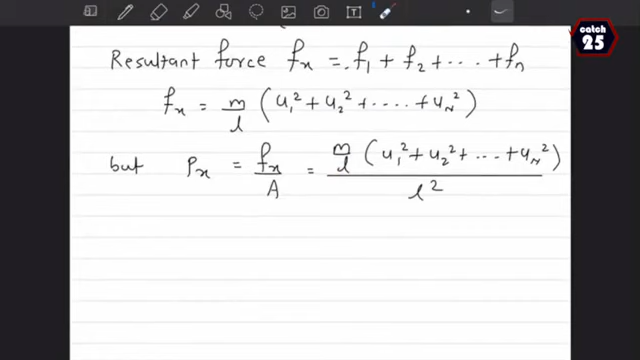 catch
25
Resultant force fx = f1 + f2 + ... + fn
fx = m/l (u1² + u2² + .... + uN²)
but Px = fx/A = m/l (u1² + u2² + ... + uN²) / l²